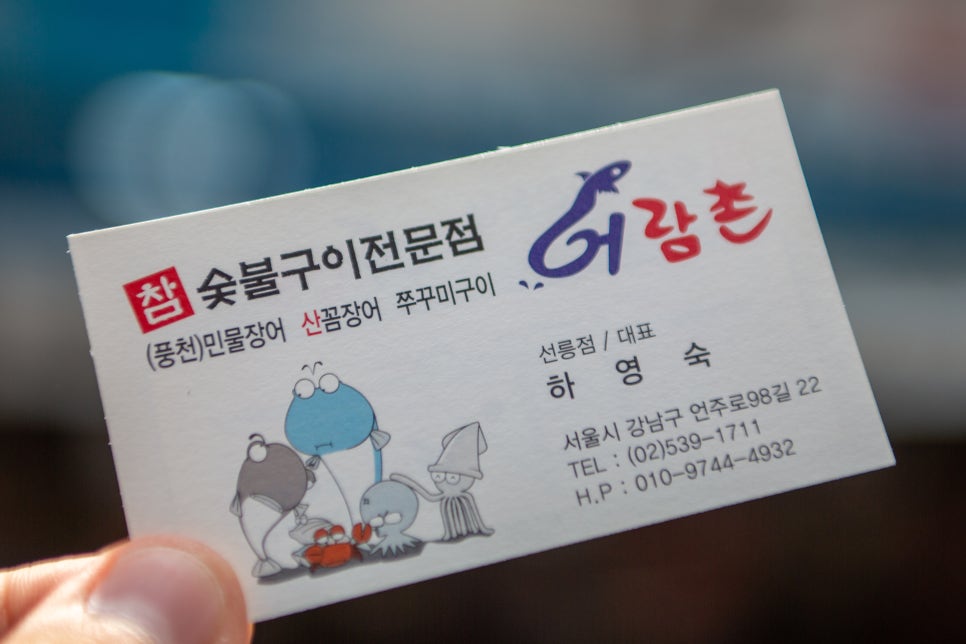 참 숯불구이전문점
(풍천)민물장어 산꼼장어 쭈꾸미구이
어람촌
선릉점 / 대표
하 영 숙
서울시 강남구 언주로98길 22
TEL : (02)539-1711
H.P : 010-9744-4932